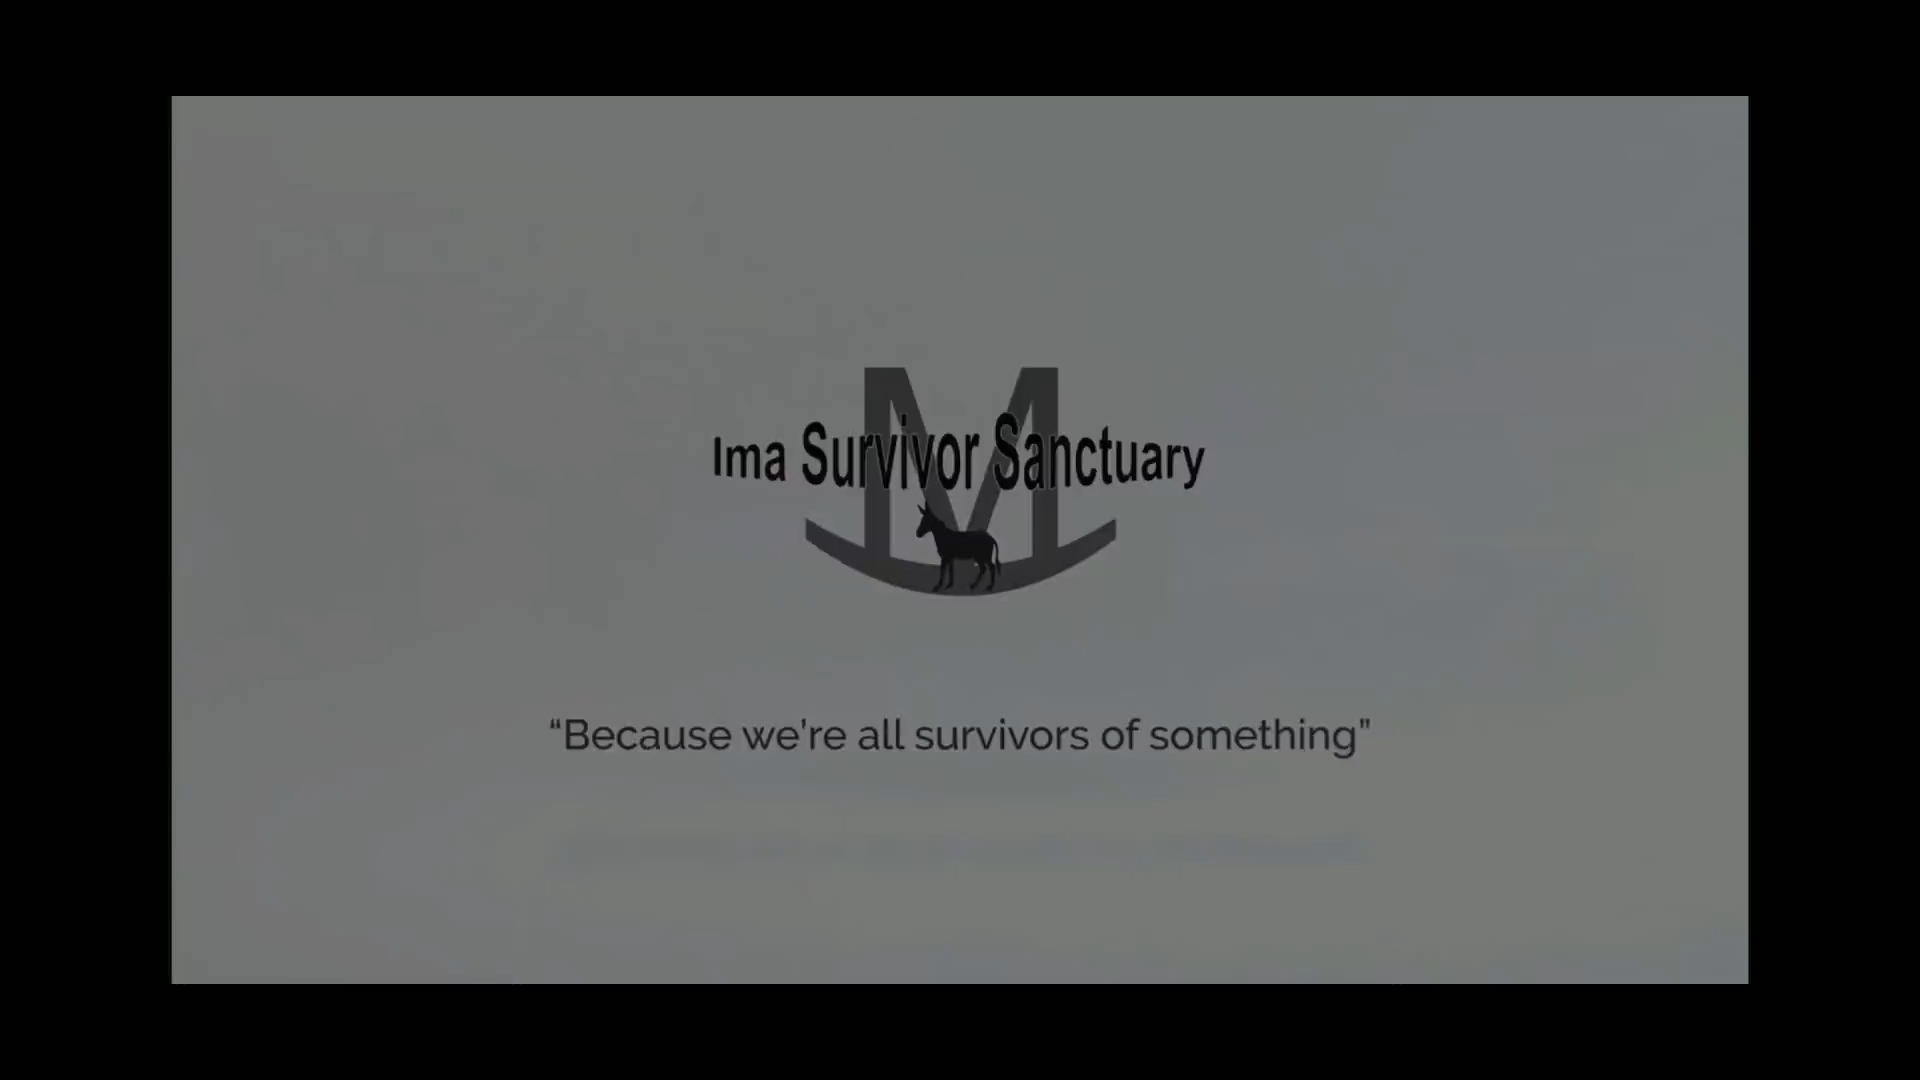 M
Ima Survivor Sanctuary
“Because we're all survivors of something”